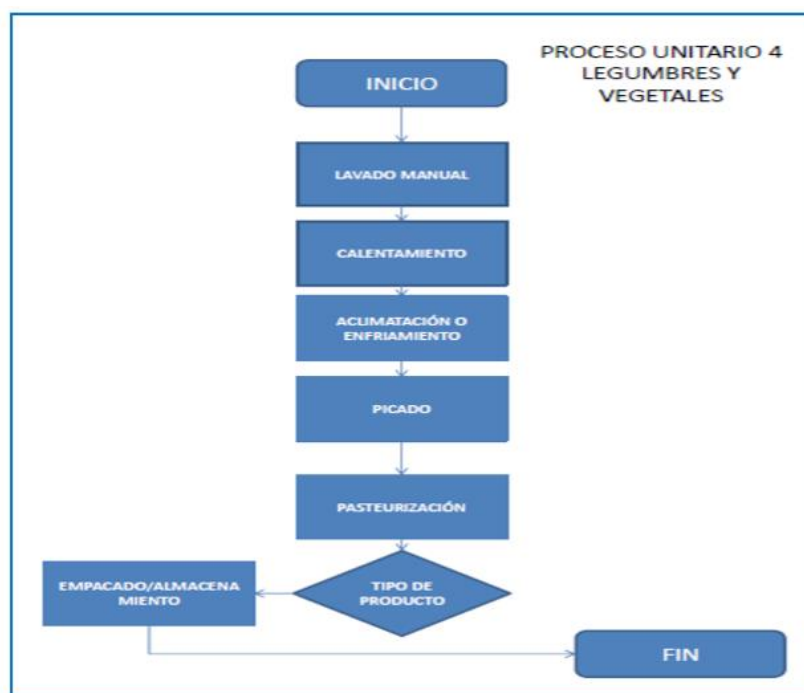 PROCESO UNITARIO 4
LEGUMBRES Y
VEGETALES
INICIO
LAVADO MANUAL
CALENTAMIENTO
ACLIMATACIÓN O
ENFRIAMIENTO
PICADO
PASTEURIZACIÓN
TIPO DE
PRODUCTO
EMPACADO/ALMACENA
MIENTO
FIN